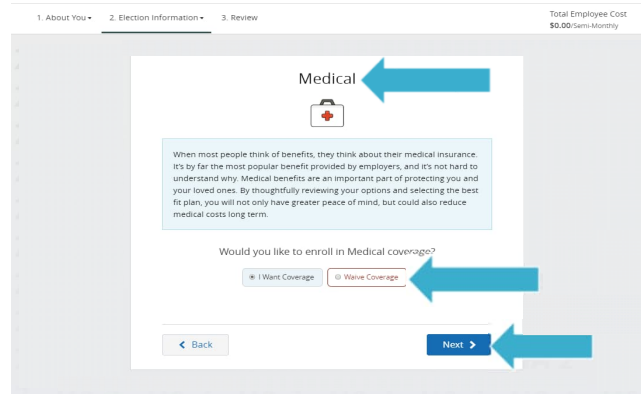 1. About You 2. Election Information 3. Review
Total Employee Cost
$0.00/Semi-Monthly
Medical
When most people think of benefits, they think about their medical insurance.
It's by far the most popular benefit provided by employers, and it's not hard to
understand why. Medical benefits are an important part of protecting you and
your loved ones. By thoughtfully reviewing your options and selecting the best
fit plan, you will not only have greater peace of mind, but could also reduce
medical costs long term.
Would you like to enroll in Medical coverage?
I Want Coverage Waive Coverage
Back Next